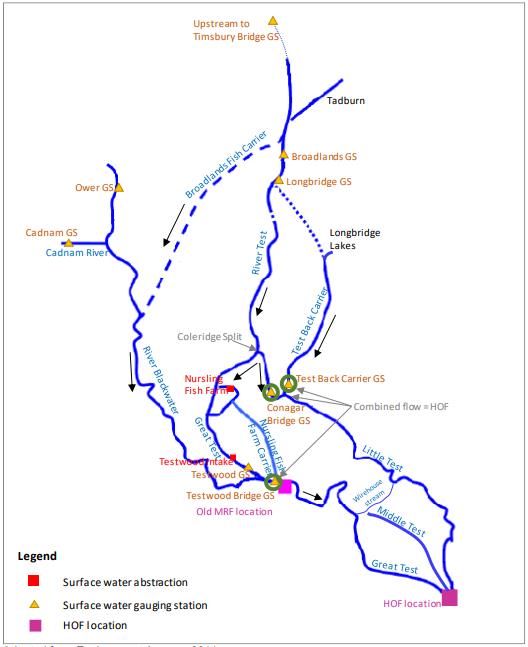 Upstream to
Timsbury Bridge GS
Tadburn
Broadlands Fish Carrier
Broadlands GS
Longbridge GS
Ower GS
Cadnam GS
Cadnam River
Longbridge
Lakes
River Test
Test Back Carrier
Coleridge Split
River Blackwater
Nursling
Fish Farm
Test Back Carrier GS
Conagar
Bridge GS
Combined flow = HOF
Great Test
Nursling Fish
Farm Carrier
Little Test
Testwood Intake
Testwood GS
Testwood Bridge GS
Old MRF location
Wirehouse
stream
Middle Test
Great Test
HOF location
Legend
Surface water abstraction
Surface water gauging station
HOF location